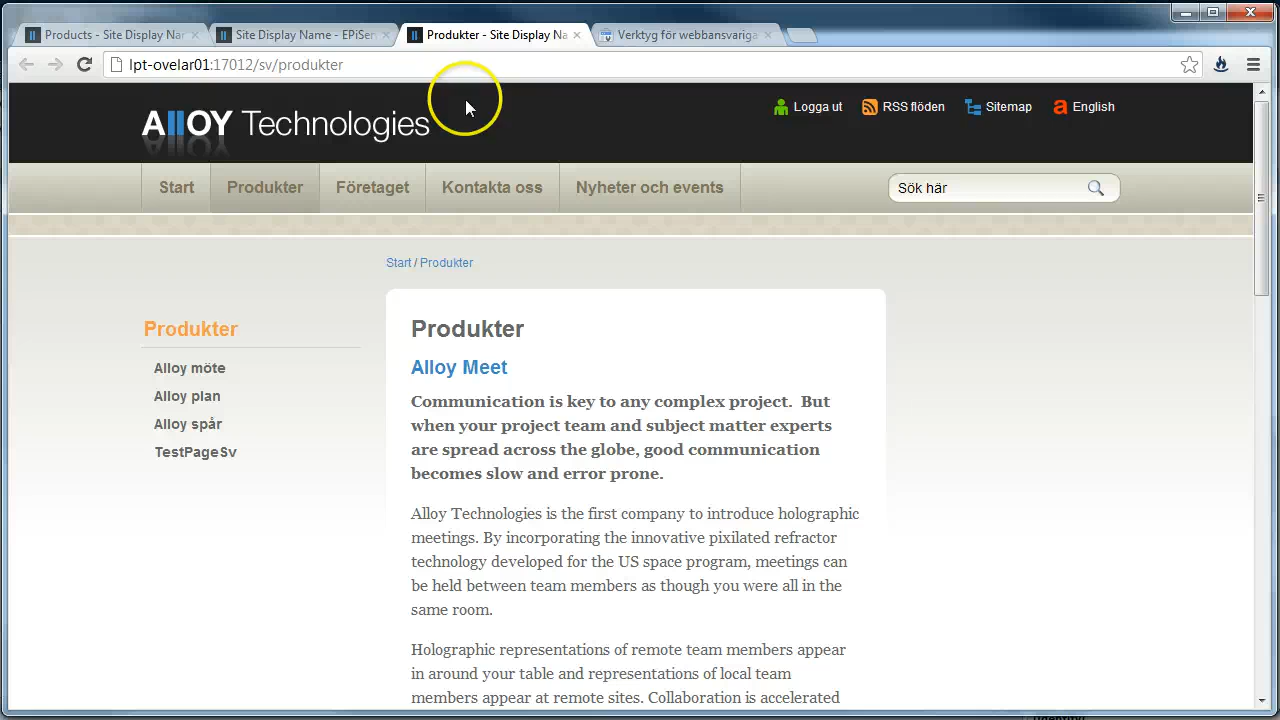 Products - Site Display Na
Site Display Name - EPiSer
Produkter - Site Display Na
Verktyg för webbansvariga
lpt-ovelar01:17012/sv/produkter
Alloy Technologies
Logga ut
RSS flöden
Sitemap
English
Start
Produkter
Företaget
Kontakta oss
Nyheter och events
Sök här
Start / Produkter
Produkter
Alloy möte
Alloy plan
Alloy spår
TestPageSv
Produkter
Alloy Meet
Communication is key to any complex project. But
when your project team and subject matter experts
are spread across the globe, good communication
becomes slow and error prone.
Alloy Technologies is the first company to introduce holographic
meetings. By incorporating the innovative pixilated refractor
technology developed for the US space program, meetings can
be held between team members as though you were all in the
same room.
Holographic representations of remote team members appear
in around your table and representations of local team
members appear at remote sites. Collaboration is accelerated